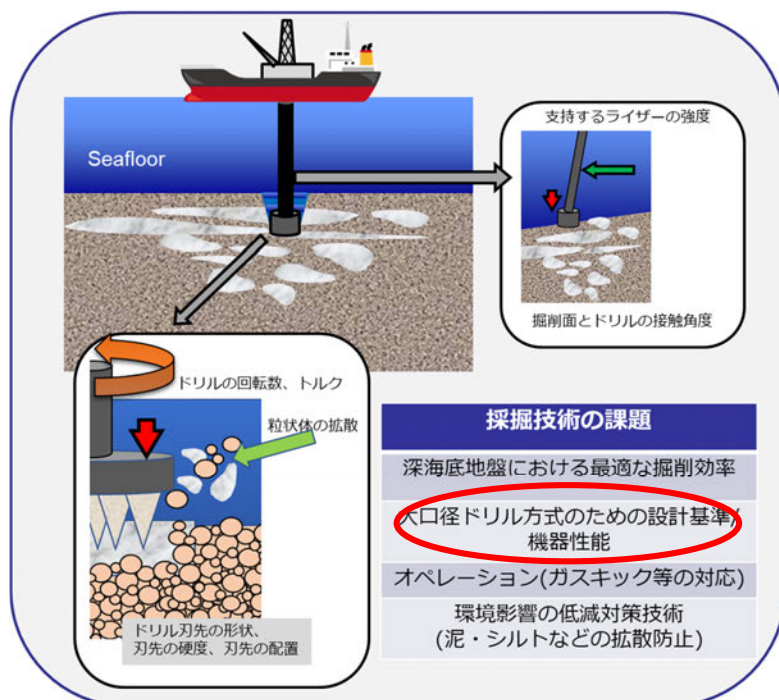 Seafloor
支持するライザーの強度
掘削面とドリルの接触角度
ドリルの回転数、トルク
粒状体の拡散
ドリル刃先の形状、
刃先の硬度、刃先の配置
採掘技術の課題
深海底地盤における最適な掘削効率
大口径ドリル方式のための設計基準/
機器性能
オペレーション(ガスキック等の対応)
環境影響の低減対策技術
(泥・シルトなどの拡散防止)